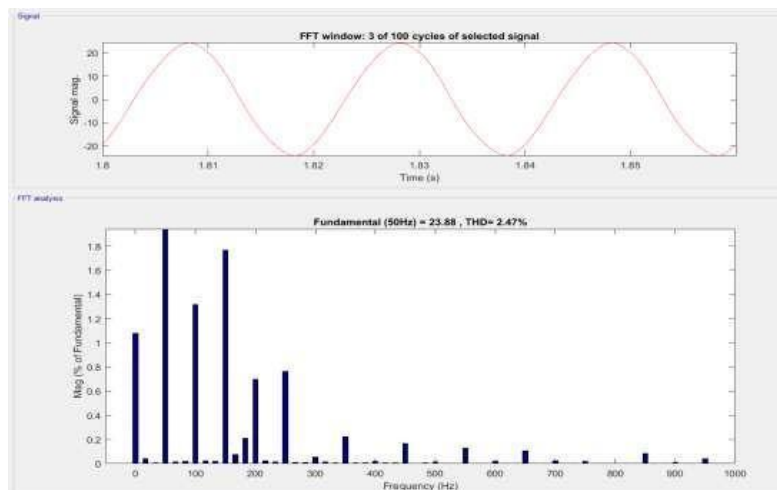 Signal
FFT window: 3 of 100 cycles of selected signal
20
10
0
-10
-20
Signal mag.
1.8 1.81 1.82 1.83 1.84 1.85
Time (s)
FFT analysis
Fundamental (50Hz) = 23.88 , THD= 2.47%
1.8
1.6
1.4
1.2
1
0.8
0.6
0.4
0.2
0
Mag (% of Fundamental)
0 100 200 300 400 500 600 700 800 900 1000
Frequency (Hz)